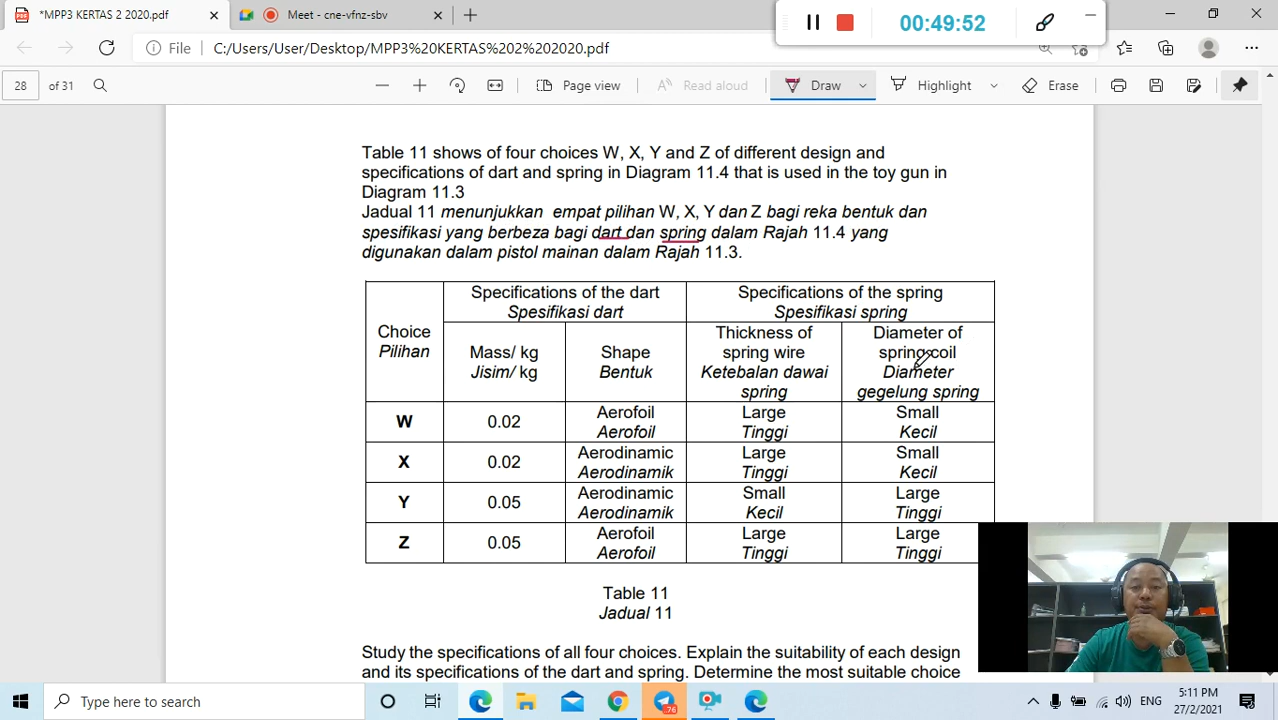 *MPP3 KERTAS 2 2020.pdf
Meet - cne-vfnz-sbv
00:49:52
File
C:/Users/User/Desktop/MPP3%20KERTAS%202%202020.pdf
28
of 31
Page view
Read aloud
Draw
Highlight
Erase
Table 11 shows of four choices W, X, Y and Z of different design and
specifications of dart and spring in Diagram 11.4 that is used in the toy gun in
Diagram 11.3
Jadual 11 menunjukkan empat pilihan W, X, Y dan Z bagi reka bentuk dan
spesifikasi yang berbeza bagi dart dan spring dalam Rajah 11.4 yang
digunakan dalam pistol mainan dalam Rajah 11.3.
Choice
Pilihan
Specifications of the dart
Spesifikasi dart
Specifications of the spring
Spesifikasi spring
Mass/ kg
Jisim/ kg
Shape
Bentuk
Thickness of
spring wire
Ketebalan dawai
spring
Diameter of
spring coil
Diameter
gegelung spring
W
0.02
Aerofoil
Aerofoil
Large
Tinggi
Small
Kecil
X
0.02
Aerodinamic
Aerodinamik
Large
Tinggi
Small
Kecil
Y
0.05
Aerodinamic
Aerodinamik
Small
Kecil
Large
Tinggi
Z
0.05
Aerofoil
Aerofoil
Large
Tinggi
Large
Tinggi
Table 11
Jadual 11
Study the specifications of all four choices. Explain the suitability of each design
and its specifications of the dart and spring. Determine the most suitable choice
Type here to search
76
ENG
5:11 PM
27/2/2021